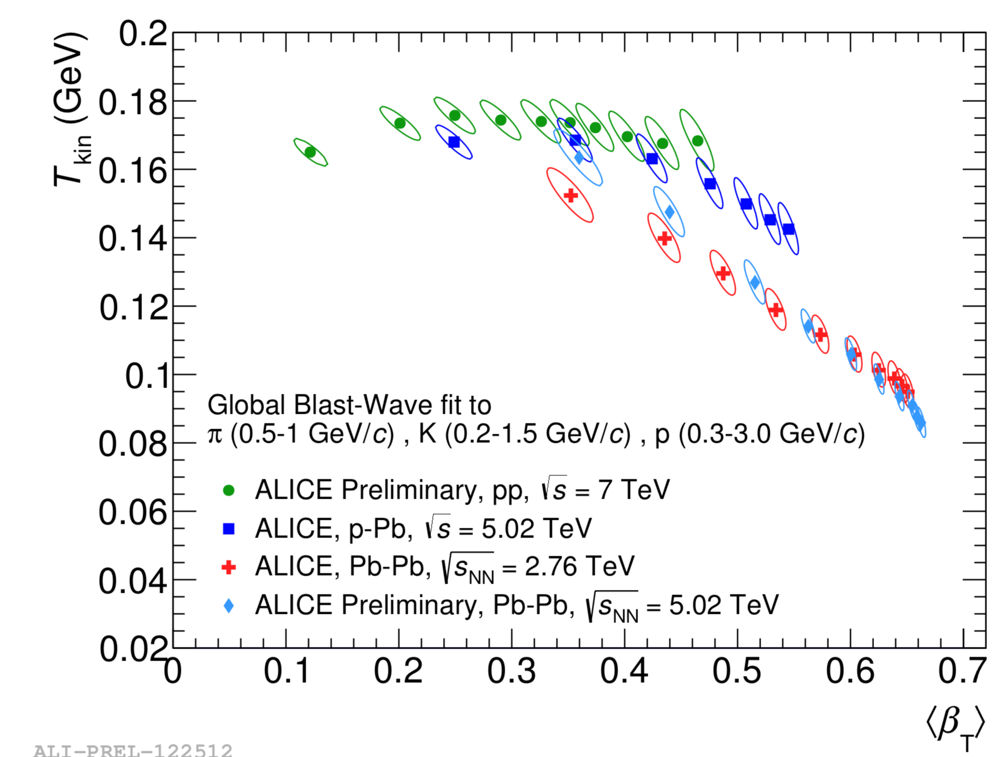 T_kin (GeV)
0.2
0.18
0.16
0.14
0.12
0.1
0.08
0.06
0.04
0.02
Global Blast-Wave fit to
π (0.5-1 GeV/c) , K (0.2-1.5 GeV/c) , p (0.3-3.0 GeV/c)
ALICE Preliminary, pp, √s = 7 TeV
ALICE, p-Pb, √s = 5.02 TeV
ALICE, Pb-Pb, √s_NN = 2.76 TeV
ALICE Preliminary, Pb-Pb, √s_NN = 5.02 TeV
0 0.1 0.2 0.3 0.4 0.5 0.6 0.7
⟨β_T⟩
ALI-PREL-122512